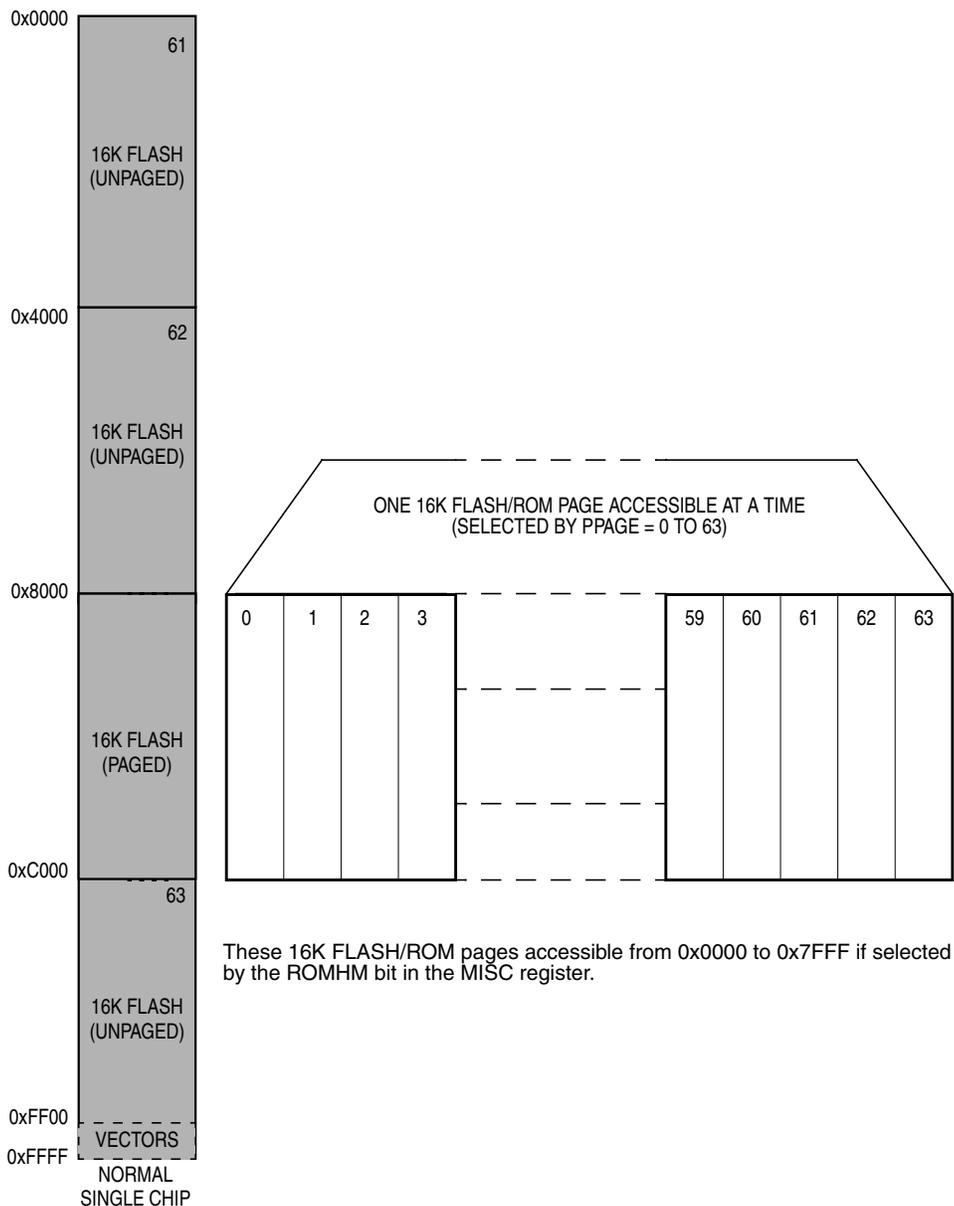 0x0000
61
16K FLASH
(UNPAGED)
0x4000
62
16K FLASH
(UNPAGED)
ONE 16K FLASH/ROM PAGE ACCESSIBLE AT A TIME
(SELECTED BY PPAGE = 0 TO 63)
0x8000
0 1 2 3 59 60 61 62 63
16K FLASH
(PAGED)
0xC000
63
These 16K FLASH/ROM pages accessible from 0x0000 to 0x7FFF if selected
by the ROMHM bit in the MISC register.
16K FLASH
(UNPAGED)
0xFF00
VECTORS
0xFFFF
NORMAL
SINGLE CHIP